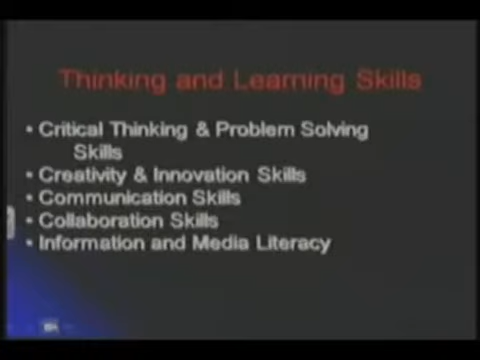 Thinking and Learning Skills
• Critical Thinking & Problem Solving
Skills
• Creativity & Innovation Skills
• Communication Skills
• Collaboration Skills
• Information and Media Literacy